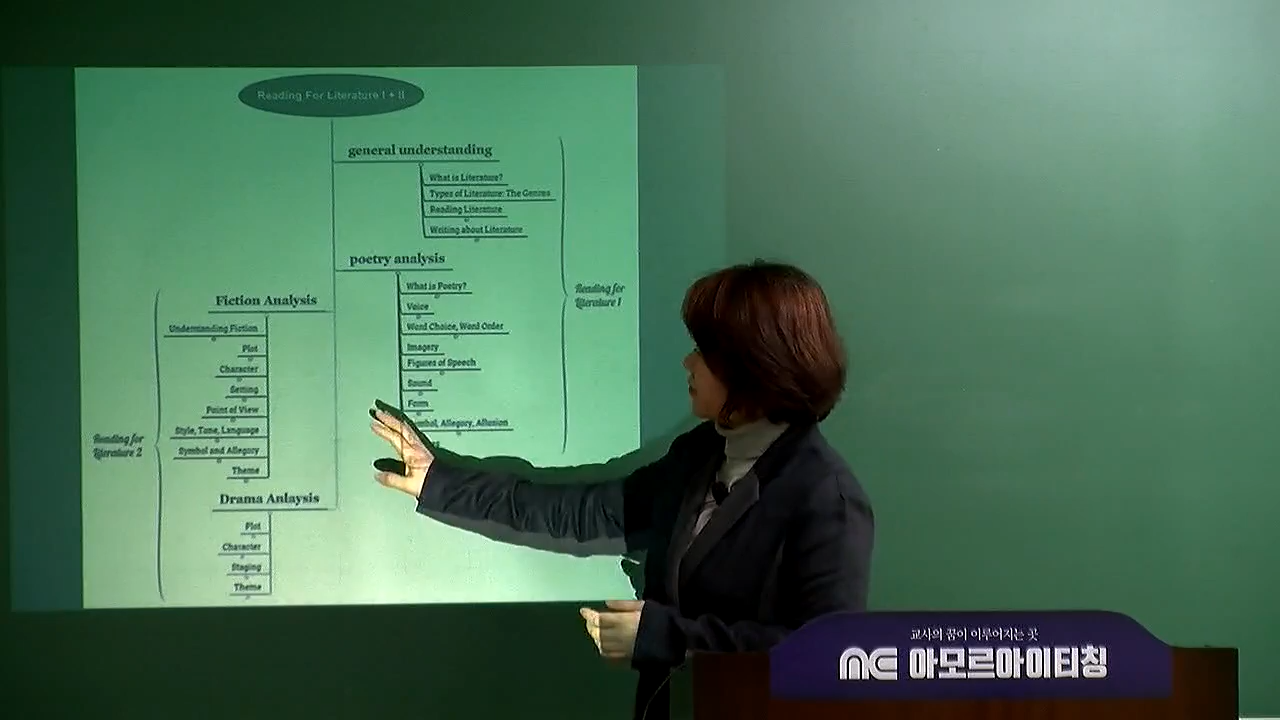 Reading For Literature I + II
general understanding
What is Literature?
Types of Literature: The Genres
Reading Literature
Writing about Literature
poetry analysis
What is Poetry?
Voice
Word Choice, Word Order
Imagery
Figures of Speech
Sound
Form
Allegory, Allusion
Reading for
Literature 1
Fiction Analysis
Understanding Fiction
Plot
Character
Setting
Point of View
Style, Tone, Language
Symbol and Allegory
Theme
Reading for
Literature 2
Drama Anlaysis
Plot
Character
Staging
Theme
교사의 꿈이 이루어지는 곳
아모르아이티칭